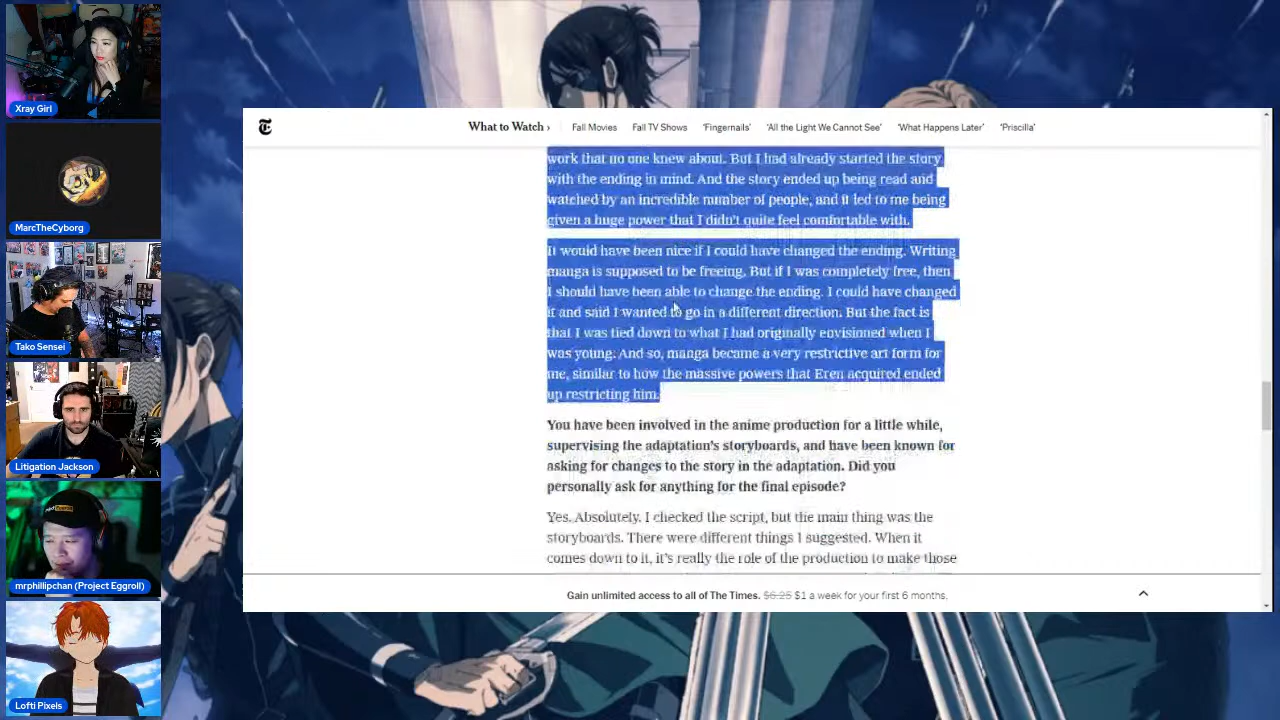 Xray Girl
MarcTheCyborg
Tako Sensei
Litigation Jackson
mrphillipchan (Project Eggroll)
Lofti Pixels
What to Watch ›
Fall Movies
Fall TV Shows
'Fingernails'
'All the Light We Cannot See'
'What Happens Later'
'Priscilla'
work that no one knew about. But I had already started the story
with the ending in mind. And the story ended up being read and
watched by an incredible number of people, and it led to me being
given a huge power that I didn't quite feel comfortable with.
It would have been nice if I could have changed the ending. Writing
manga is supposed to be freeing. But if I was completely free, then
I should have been able to change the ending. I could have changed
it and said I wanted to go in a different direction. But the fact is
that I was tied down to what I had originally envisioned when I
was young. And so, manga became a very restrictive art form for
me, similar to how the massive powers that Eren acquired ended
up restricting him.
You have been involved in the anime production for a little while,
supervising the adaptation's storyboards, and have been known for
asking for changes to the story in the adaptation. Did you
personally ask for anything for the final episode?
Yes. Absolutely. I checked the script, but the main thing was the
storyboards. There were different things I suggested. When it
comes down to it, it's really the role of the production to make those
Gain unlimited access to all of The Times. $6.25 $1 a week for your first 6 months.